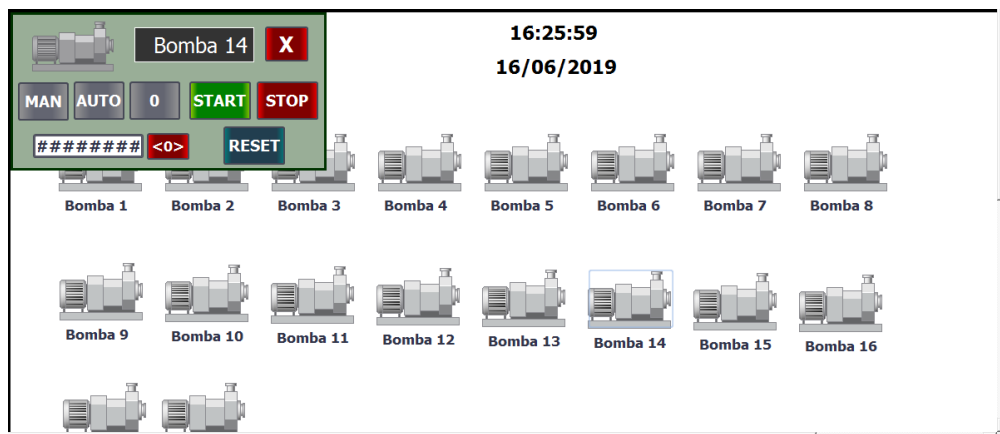 Bomba 14 X
MAN AUTO 0 START STOP
######## <0> RESET
16:25:59
16/06/2019
Bomba 1 Bomba 2 Bomba 3 Bomba 4 Bomba 5 Bomba 6 Bomba 7 Bomba 8
Bomba 9 Bomba 10 Bomba 11 Bomba 12 Bomba 13 Bomba 14 Bomba 15 Bomba 16